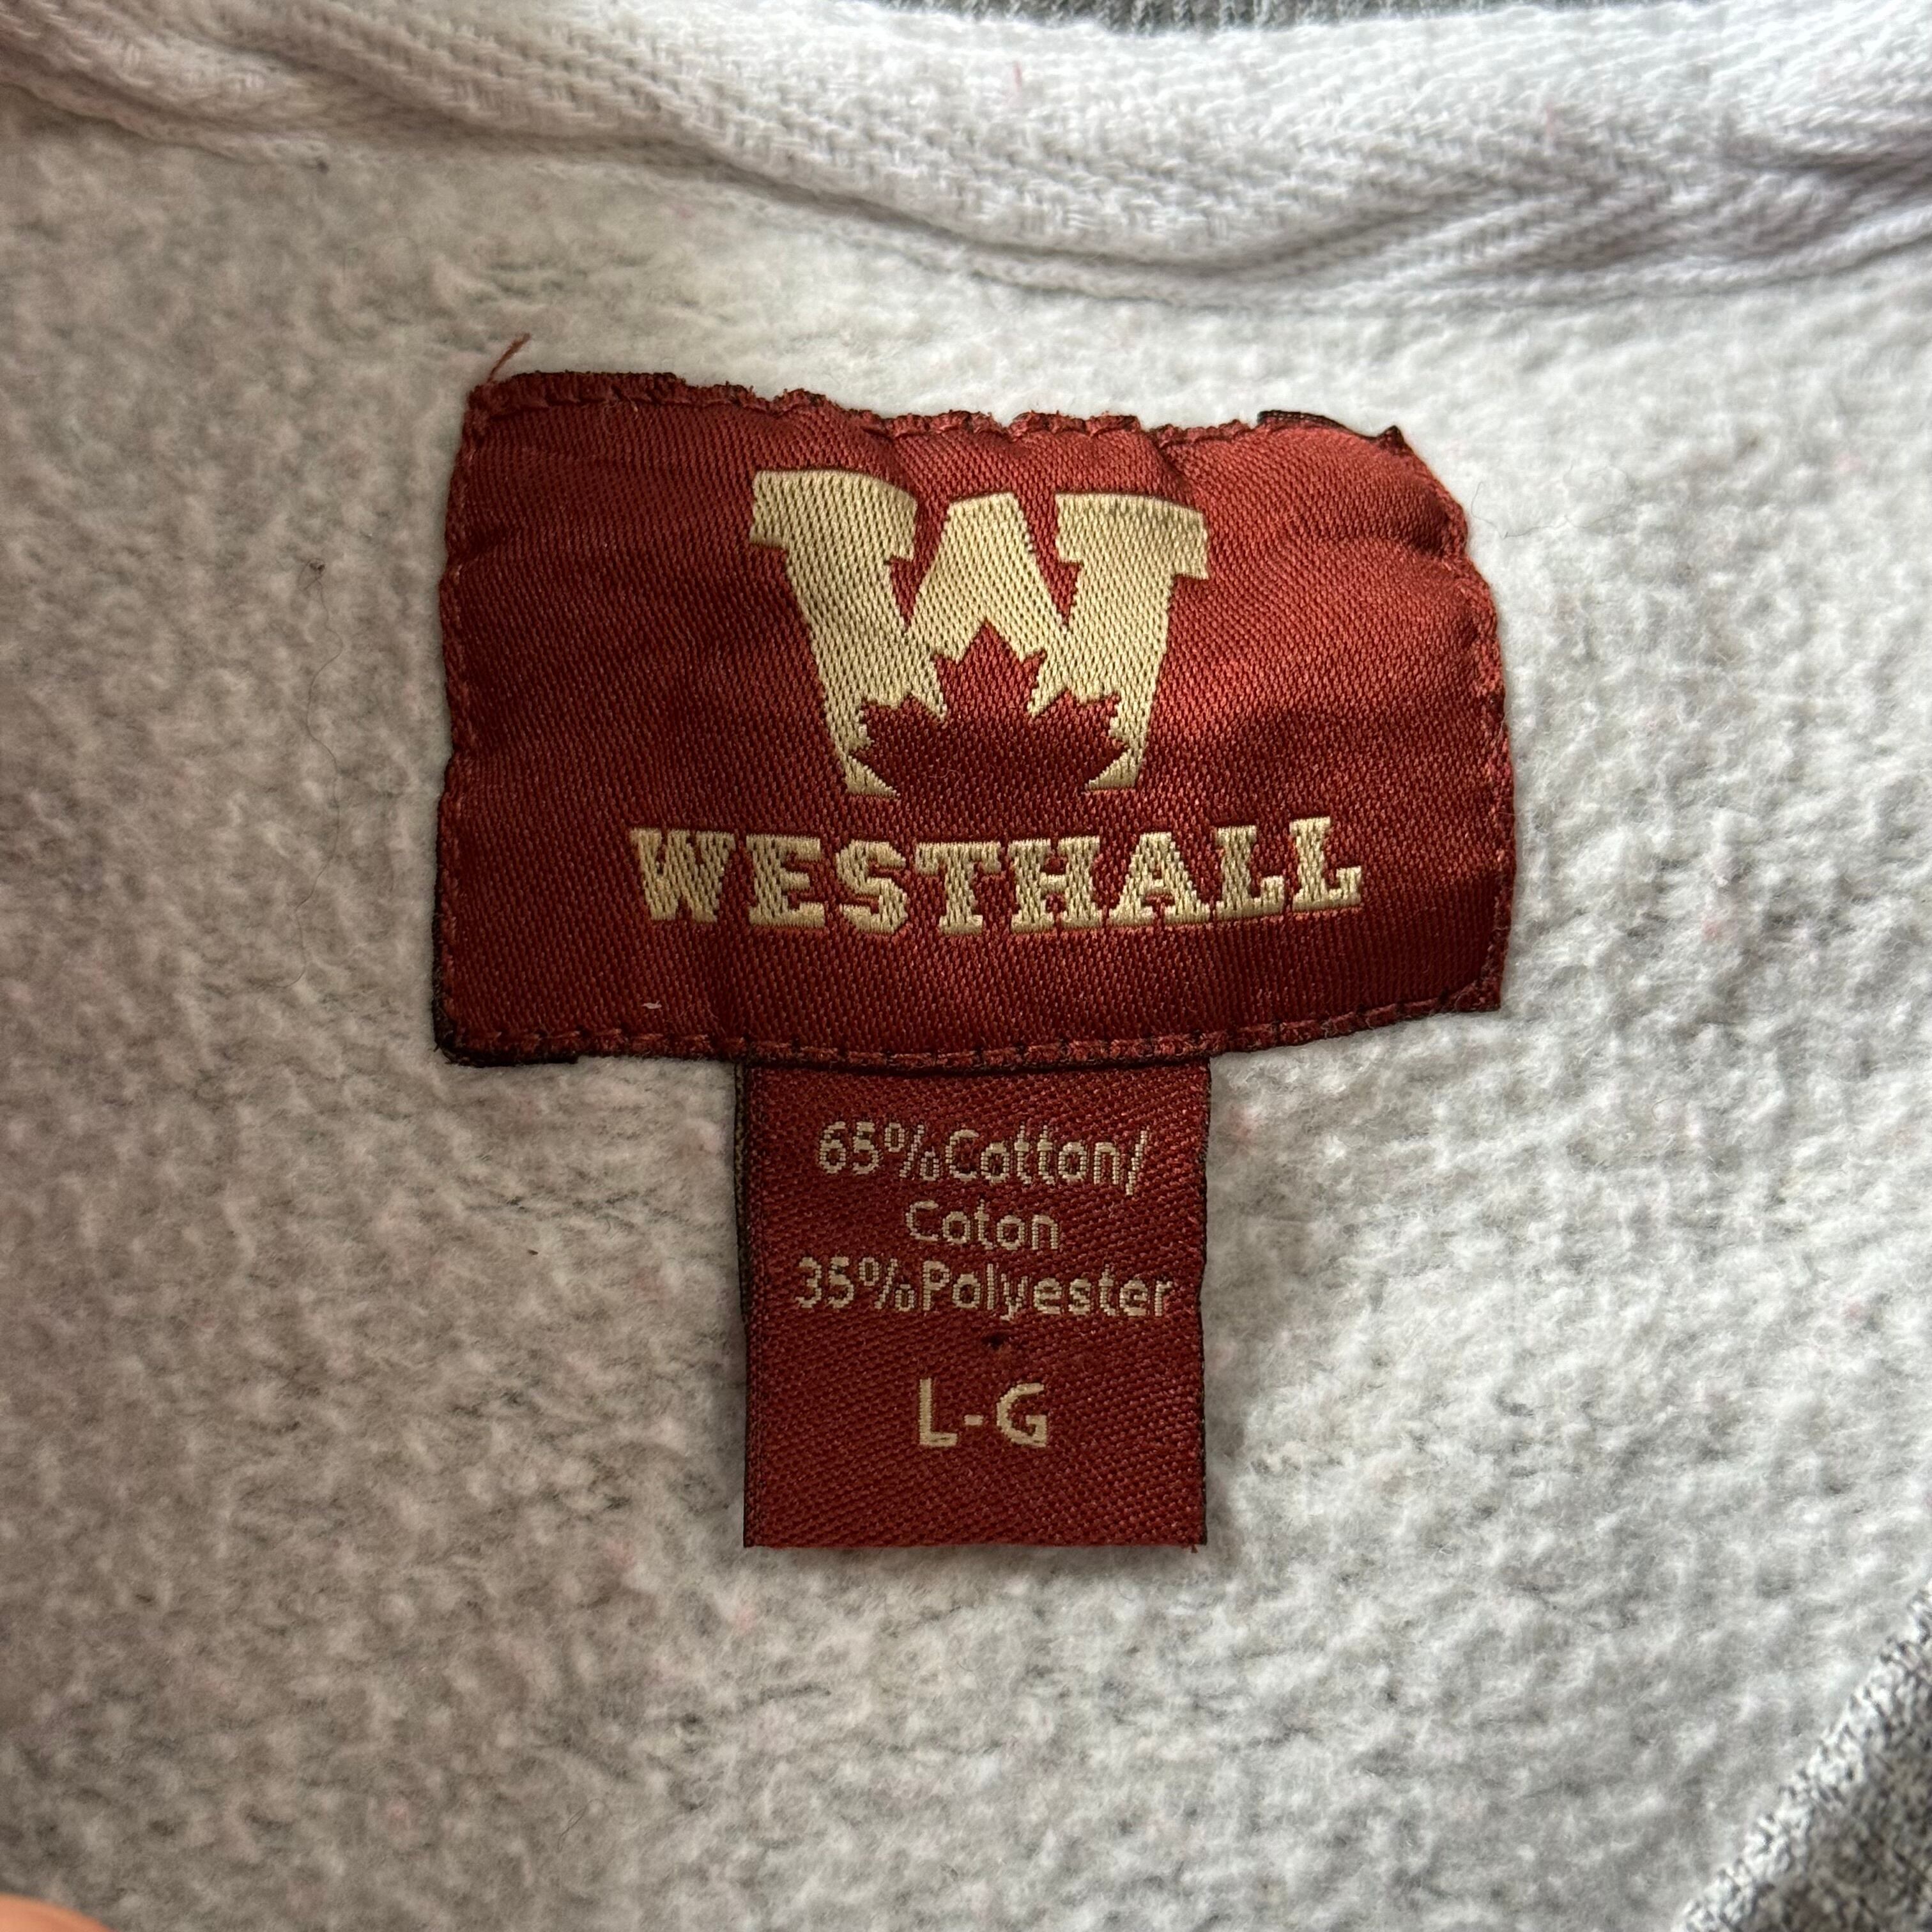 W
WESTHALL
65%Cotton/
Coton
35%Polyester
L-G